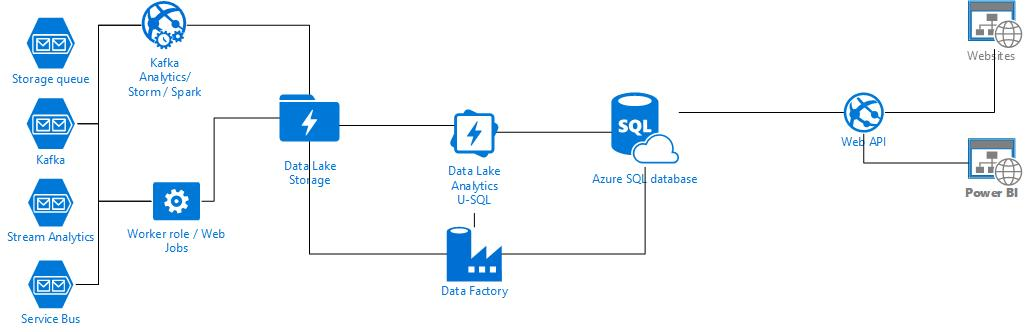 Storage queue
Kafka
Stream Analytics
Service Bus
Kafka
Analytics/
Storm / Spark
Worker role / Web
Jobs
Data Lake
Storage
Data Lake
Analytics
U-SQL
Data Factory
SQL
Azure SQL database
Web API
Websites
Power BI